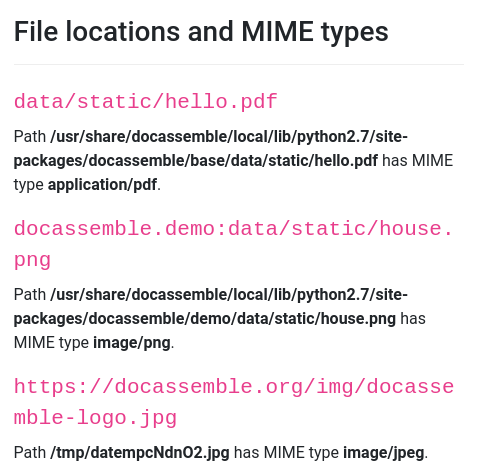 File locations and MIME types
data/static/hello.pdf
Path /usr/share/docassemble/local/lib/python2.7/site-
packages/docassemble/base/data/static/hello.pdf has MIME
type application/pdf.
docassemble.demo:data/static/house.
png
Path /usr/share/docassemble/local/lib/python2.7/site-
packages/docassemble/demo/data/static/house.png has
MIME type image/png.
https://docassemble.org/img/docasse
mble-logo.jpg
Path /tmp/datempcNdnO2.jpg has MIME type image/jpeg.